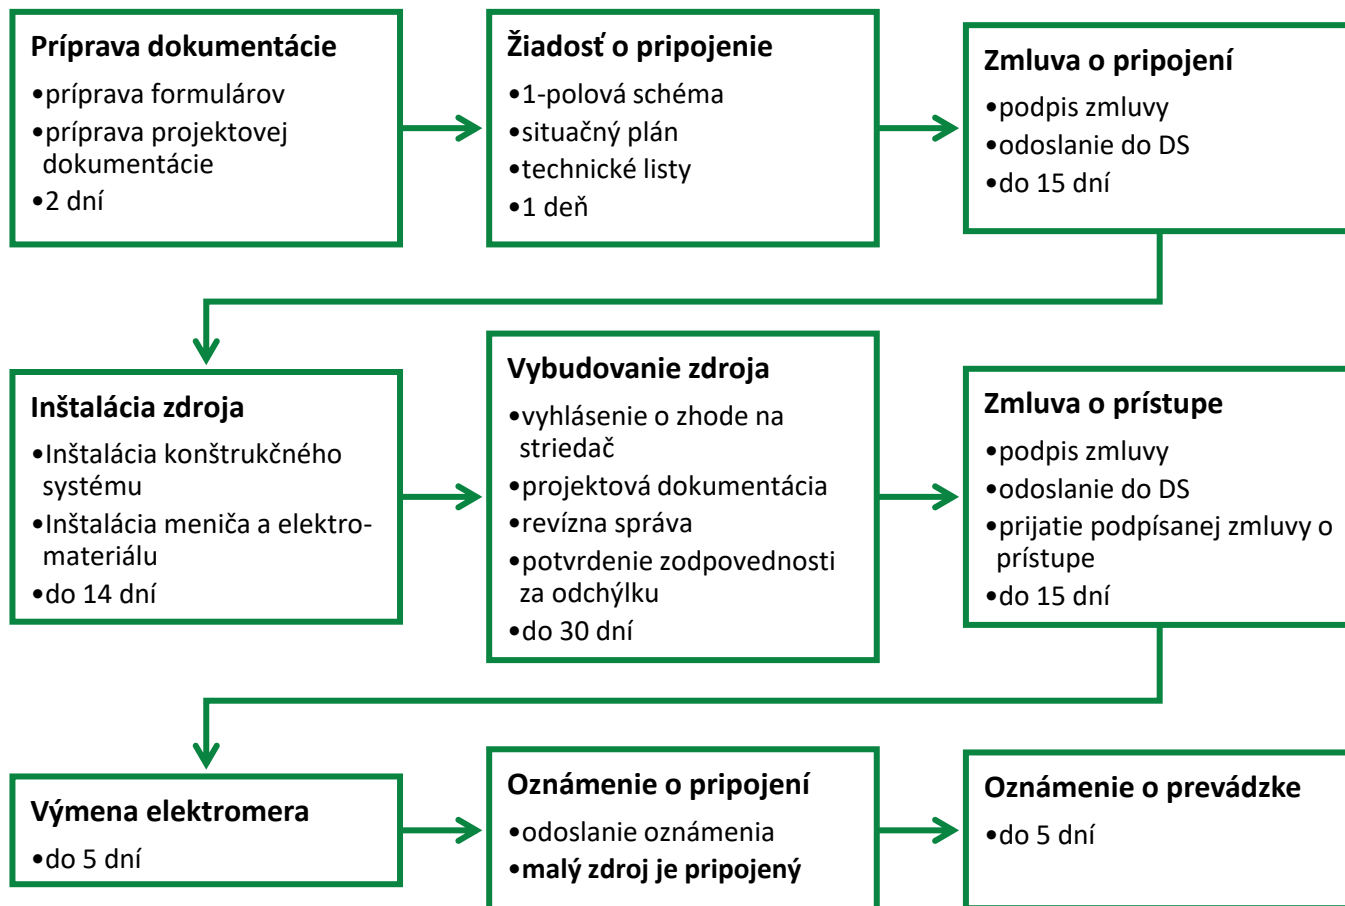 Príprava dokumentácie
•príprava formulárov
•príprava projektovej
dokumentácie
•2 dní
Žiadosť o pripojenie
•1-polová schéma
•situačný plán
•technické listy
•1 deň
Zmluva o pripojení
•podpis zmluvy
•odoslanie do DS
•do 15 dní
Inštalácia zdroja
•Inštalácia konštrukčného
systému
•Inštalácia meniča a elektro-
materiálu
•do 14 dní
Vybudovanie zdroja
•vyhlásenie o zhode na
striedač
•projektová dokumentácia
•revízna správa
•potvrdenie zodpovednosti
za odchýlku
•do 30 dní
Zmluva o prístupe
•podpis zmluvy
•odoslanie do DS
•prijatie podpísanej zmluvy o
prístupe
•do 15 dní
Výmena elektromera
•do 5 dní
Oznámenie o pripojení
•odoslanie oznámenia
•malý zdroj je pripojený
Oznámenie o prevádzke
•do 5 dní